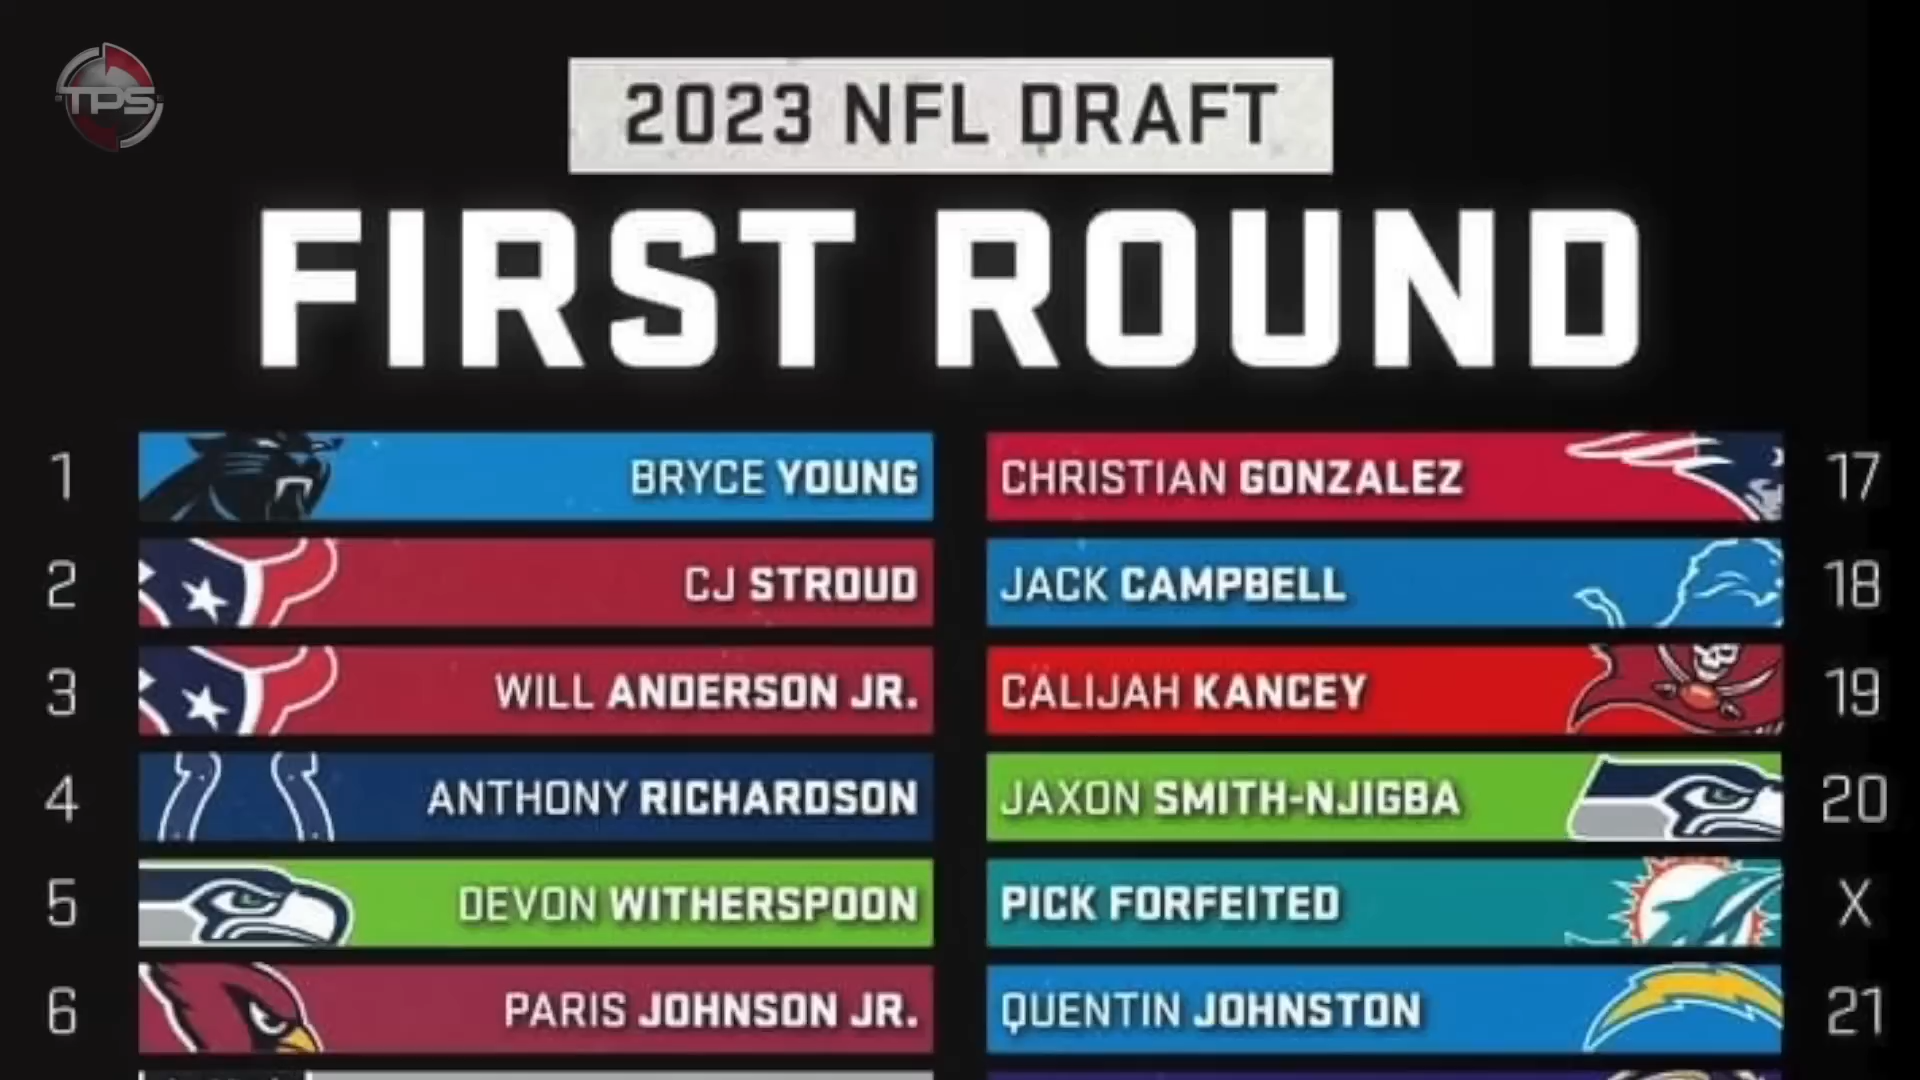 TPS
2023 NFL DRAFT
FIRST ROUND
1 BRYCE YOUNG
2 CJ STROUD
3 WILL ANDERSON JR.
4 ANTHONY RICHARDSON
5 DEVON WITHERSPOON
6 PARIS JOHNSON JR.
CHRISTIAN GONZALEZ 17
JACK CAMPBELL 18
CALIJAH KANCEY 19
JAXON SMITH-NJIGBA 20
PICK FORFEITED X
QUENTIN JOHNSTON 21